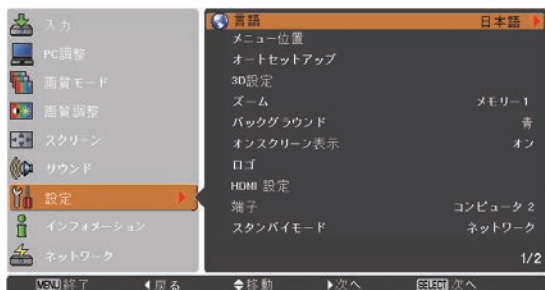 入力
PC調整
画質モード
画質調整
スクリーン
サウンド
設定
インフォメーション
ネットワーク
言語 日本語
メニュー位置
オートセットアップ
3D設定
ズーム メモリー1
バックグラウンド 青
オンスクリーン表示 オン
ロゴ
HDMI 設定
端子 コンピュータ 2
スタンバイモード ネットワーク
1/2
MENU 終了 戻る 移動 次へ SELECT 次へ